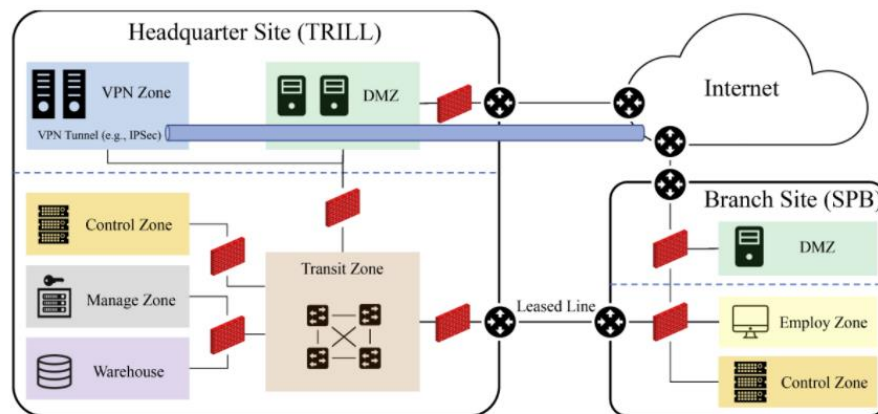 Headquarter Site (TRILL)
VPN Zone
VPN Tunnel (e.g., IPSec)
DMZ
Internet
Control Zone
Manage Zone
Warehouse
Transit Zone
Leased Line
Branch Site (SPB)
DMZ
Employ Zone
Control Zone